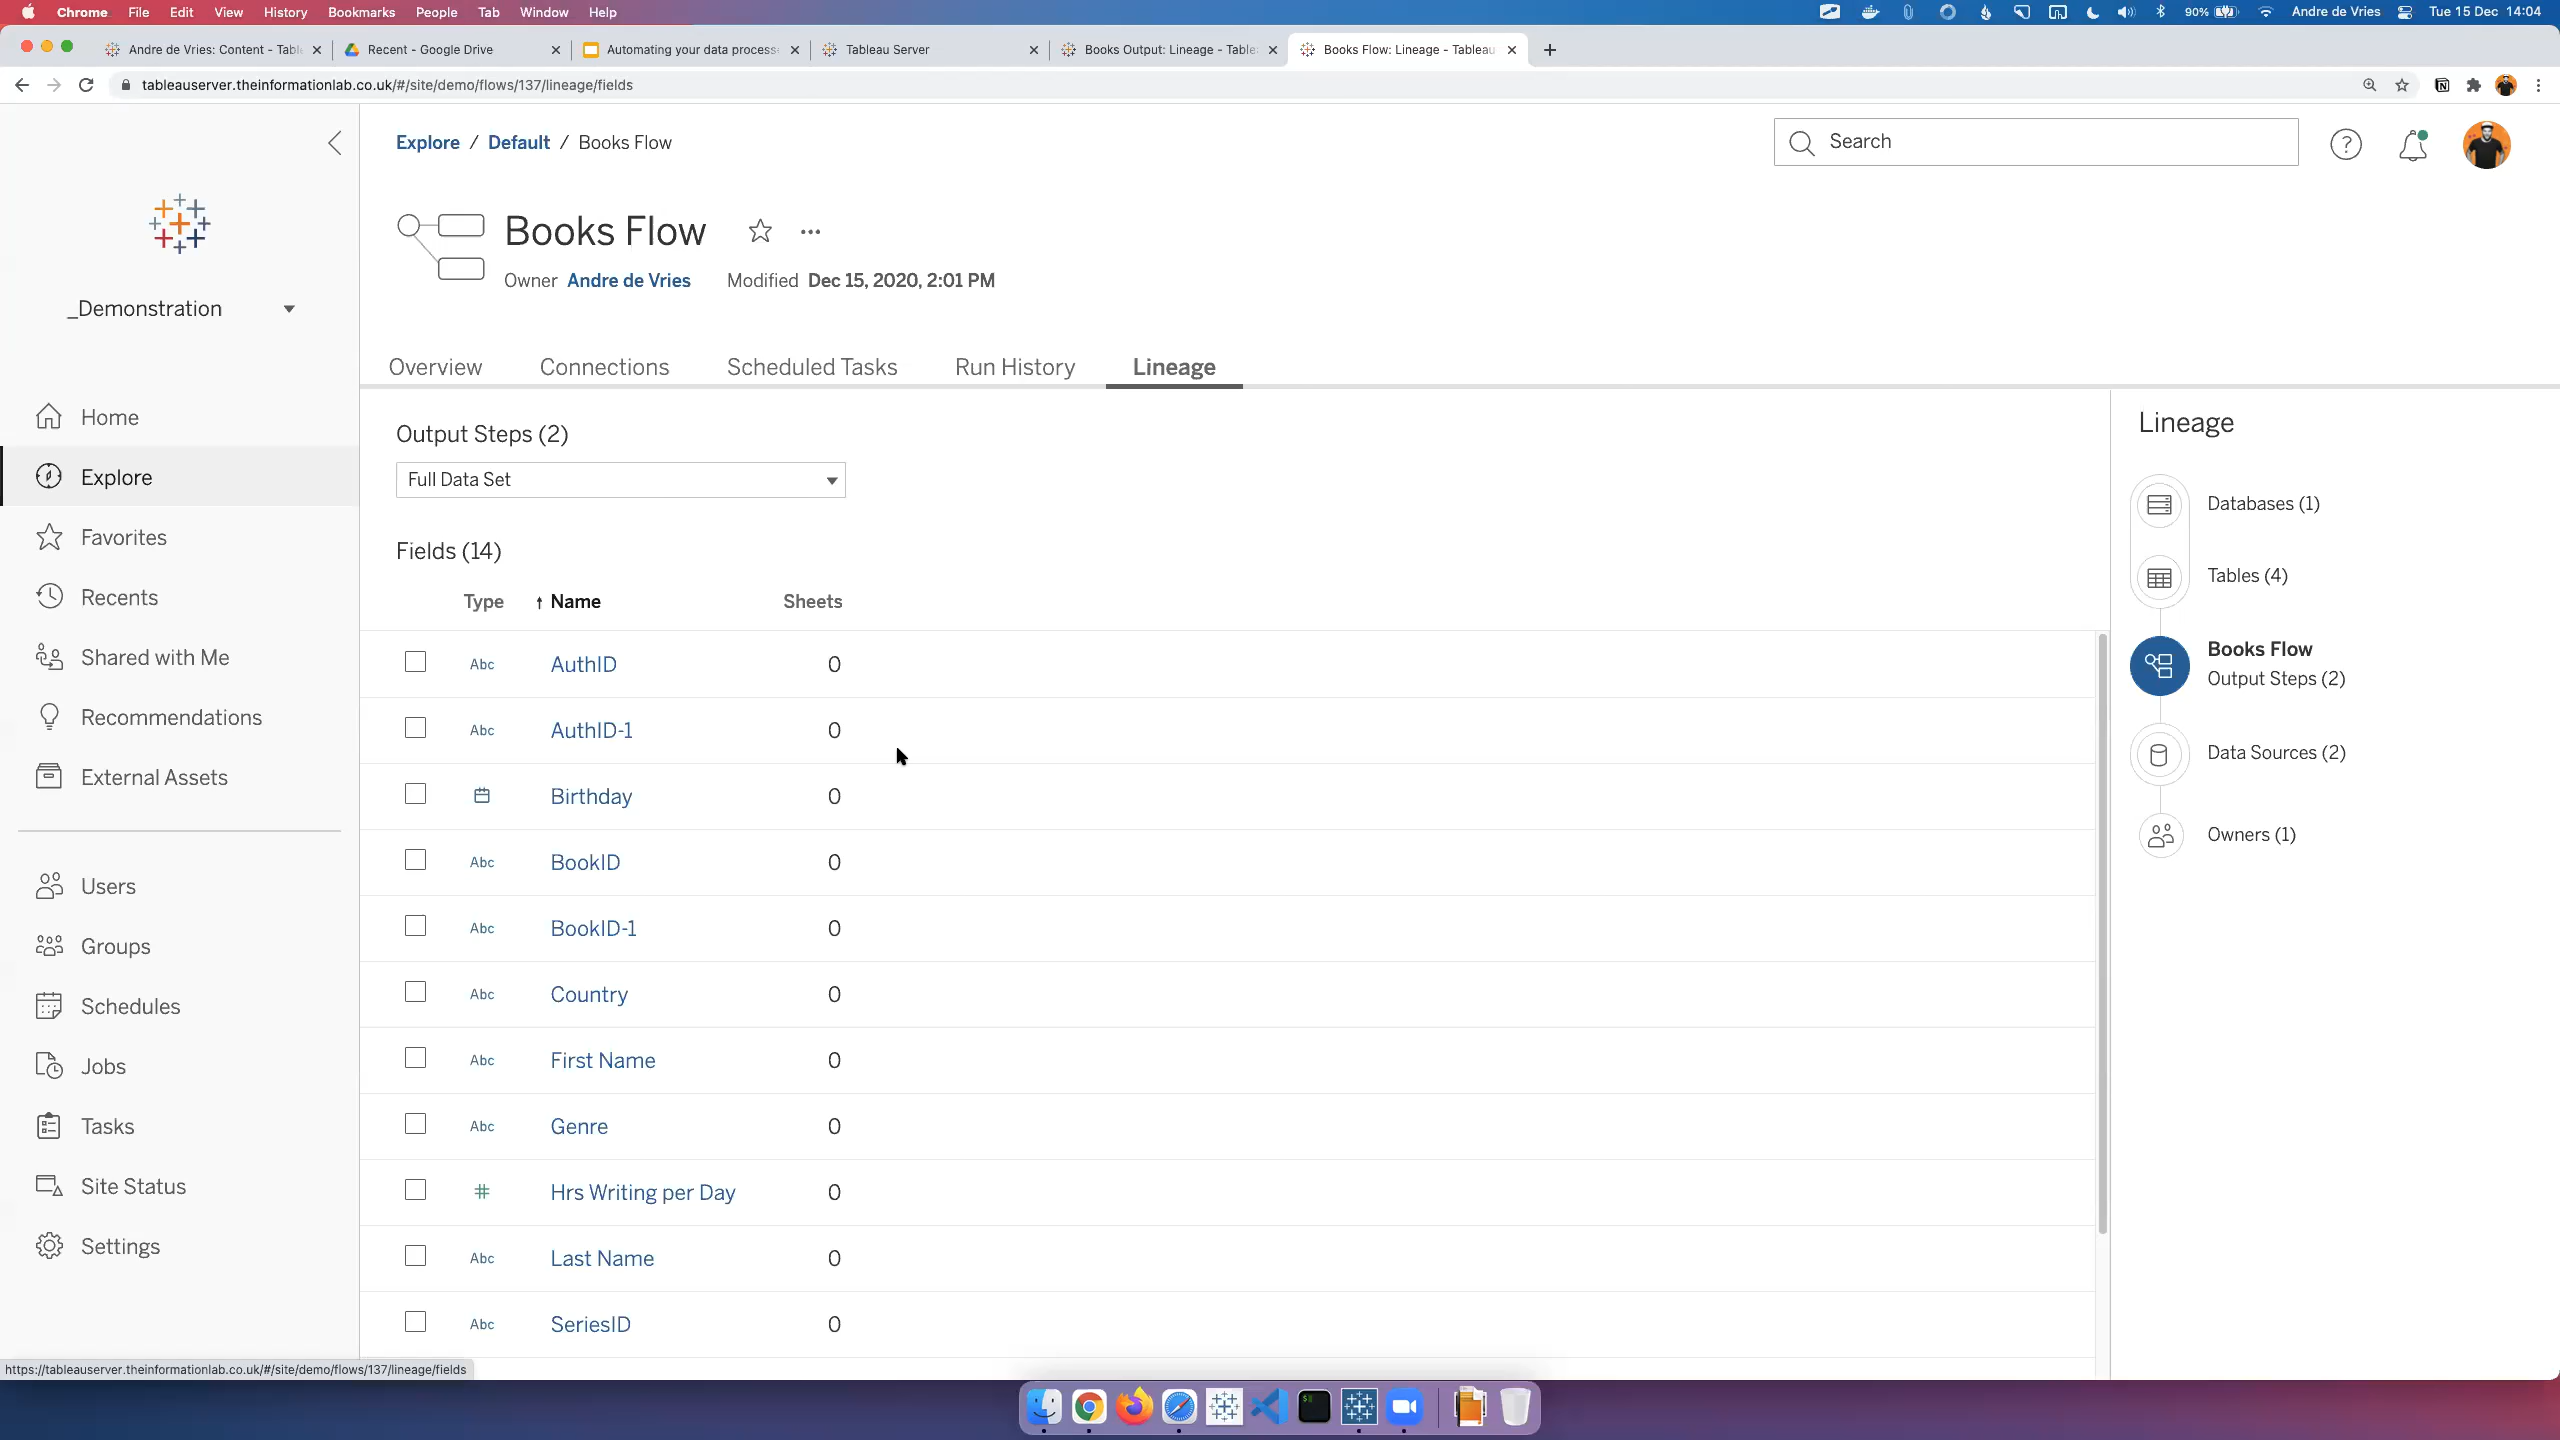 Chrome File Edit View History Bookmarks People Tab Window Help 90% Andre de Vries Tue 15 Dec 14:04
Andre de Vries: Content - Tabl Recent - Google Drive Automating your data process Tableau Server Books Output: Lineage - Table Books Flow: Lineage - Tableau
tableauserver.theinformationlab.co.uk/#/site/demo/flows/137/lineage/fields
Explore / Default / Books Flow
Search
Books Flow
Owner Andre de Vries Modified Dec 15, 2020, 2:01 PM
_Demonstration
Overview Connections Scheduled Tasks Run History Lineage
Home
Explore
Favorites
Recents
Shared with Me
Recommendations
External Assets
Users
Groups
Schedules
Jobs
Tasks
Site Status
Settings
Output Steps (2)
Full Data Set
Fields (14)
Type Name Sheets
Abc AuthID 0
Abc AuthID-1 0
Birthday 0
Abc BookID 0
Abc BookID-1 0
Abc Country 0
Abc First Name 0
Abc Genre 0
# Hrs Writing per Day 0
Abc Last Name 0
Abc SeriesID 0
Lineage
Databases (1)
Tables (4)
Books Flow
Output Steps (2)
Data Sources (2)
Owners (1)
https://tableauserver.theinformationlab.co.uk/#/site/demo/flows/137/lineage/fields